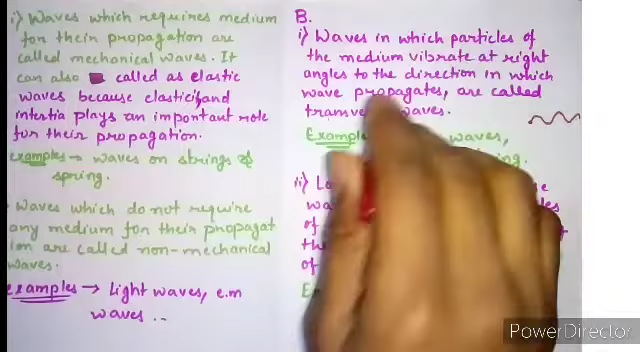 i) Waves which requires medium
for their propagation are
called mechanical waves. It
can also called as elastic
waves because elasticity and
intertia plays an important role
for their propagation.
examples → waves on strings &
spring.
Waves which do not require
any medium for their propagat
ion are called non-mechanical
waves.
examples → Light waves, e.m
waves ..
B.
i) Waves in which particles of
the medium vibrate at right
angles to the direction in which
wave propagates, are called
waves.
Example waves,
ii)
of
of
PowerDirector